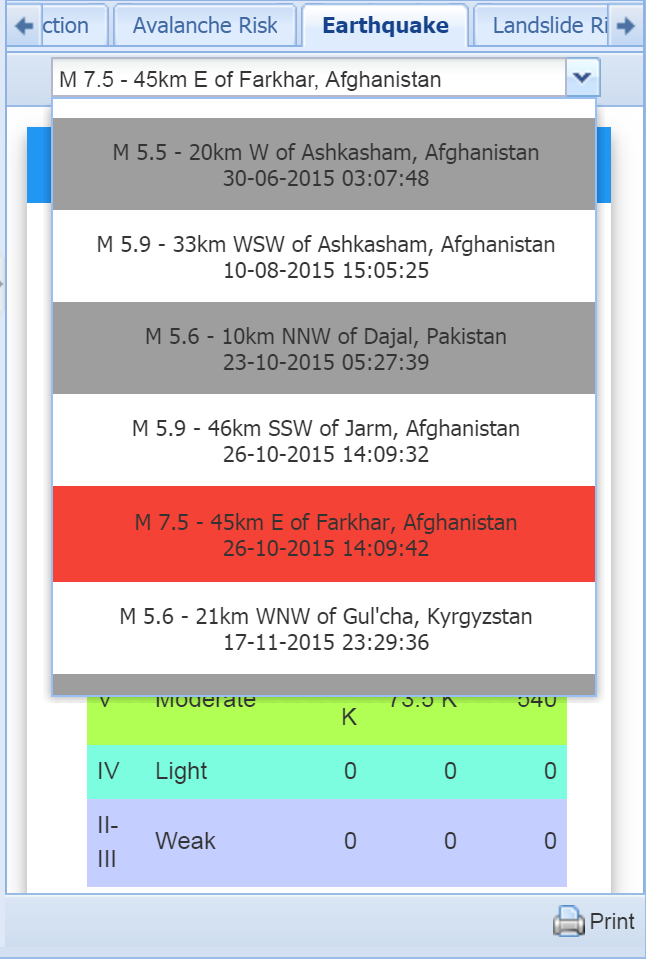 ction Avalanche Risk Earthquake Landslide Ri
M 7.5 - 45km E of Farkhar, Afghanistan
M 5.5 - 20km W of Ashkasham, Afghanistan
30-06-2015 03:07:48
M 5.9 - 33km WSW of Ashkasham, Afghanistan
10-08-2015 15:05:25
M 5.6 - 10km NNW of Dajal, Pakistan
23-10-2015 05:27:39
M 5.9 - 46km SSW of Jarm, Afghanistan
26-10-2015 14:09:32
M 7.5 - 45km E of Farkhar, Afghanistan
26-10-2015 14:09:42
M 5.6 - 21km WNW of Gul'cha, Kyrgyzstan
17-11-2015 23:29:36
V Moderate K 73.5 K 540
IV Light 0 0 0
II-
III Weak 0 0 0
Print